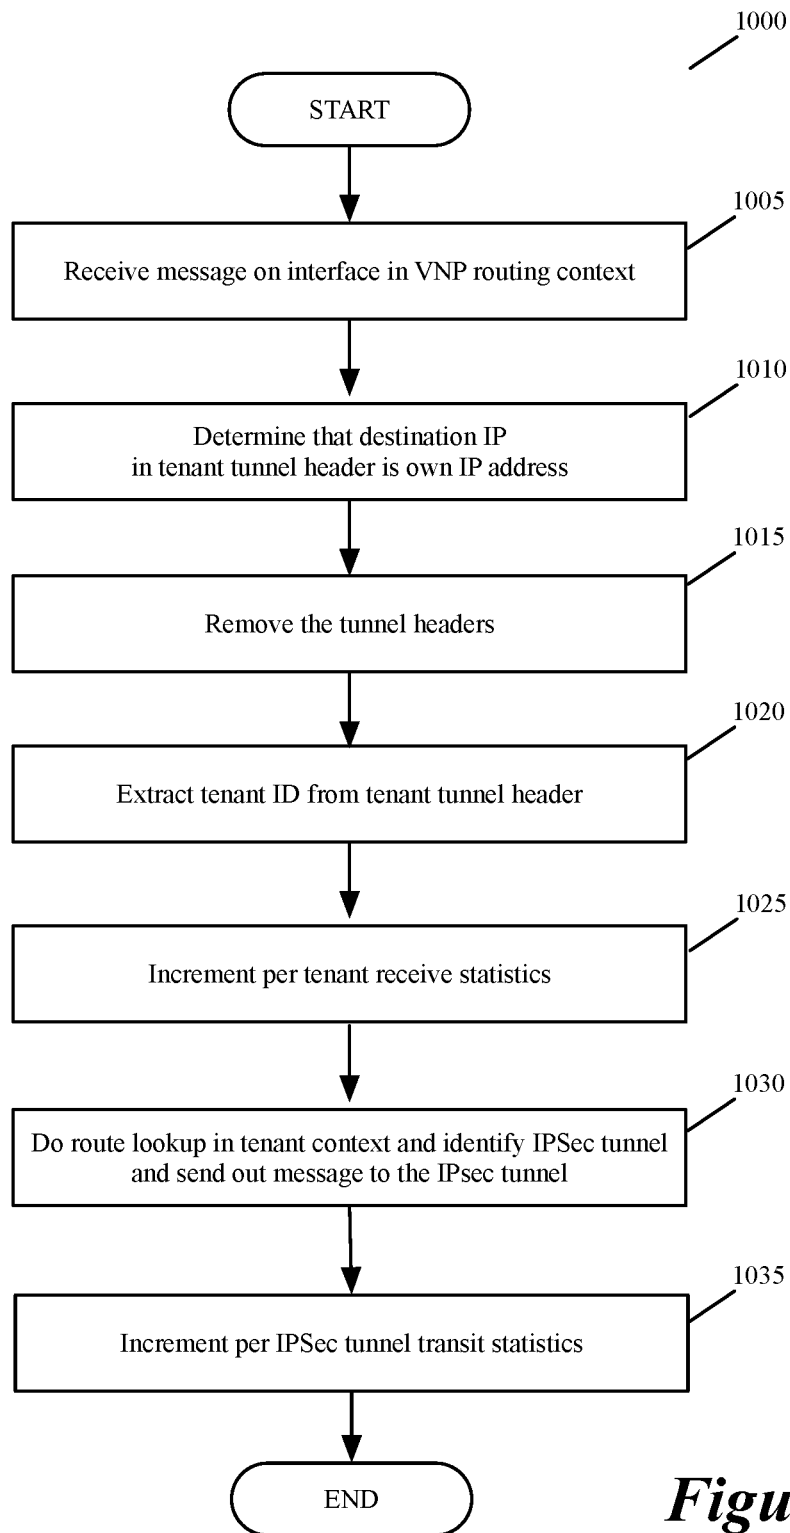 1000
START
1005
Receive message on interface in VNP routing context
1010
Determine that destination IP
in tenant tunnel header is own IP address
1015
Remove the tunnel headers
1020
Extract tenant ID from tenant tunnel header
1025
Increment per tenant receive statistics
1030
Do route lookup in tenant context and identify IPSec tunnel
and send out message to the IPsec tunnel
1035
Increment per IPSec tunnel transit statistics
END
Figu